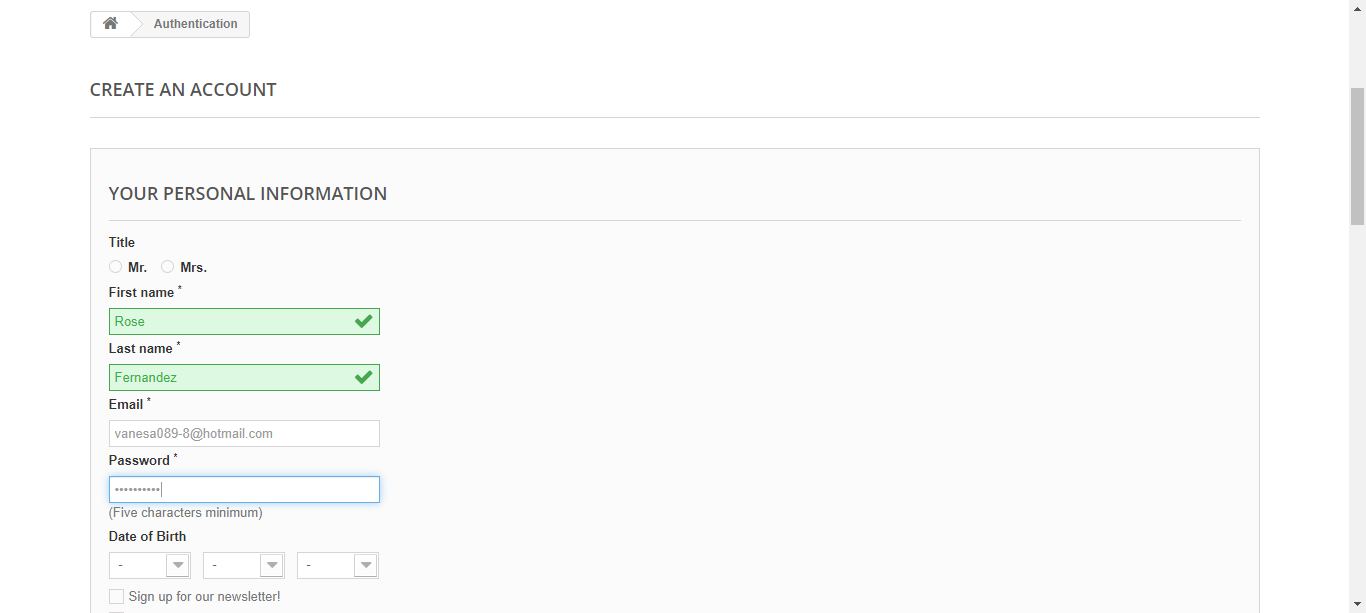 Authentication
CREATE AN ACCOUNT
YOUR PERSONAL INFORMATION
Title
Mr. Mrs.
First name *
Rose
Last name *
Fernandez
Email *
vanesa089-8@hotmail.com
Password *
••••••••••
(Five characters minimum)
Date of Birth
- - -
Sign up for our newsletter!